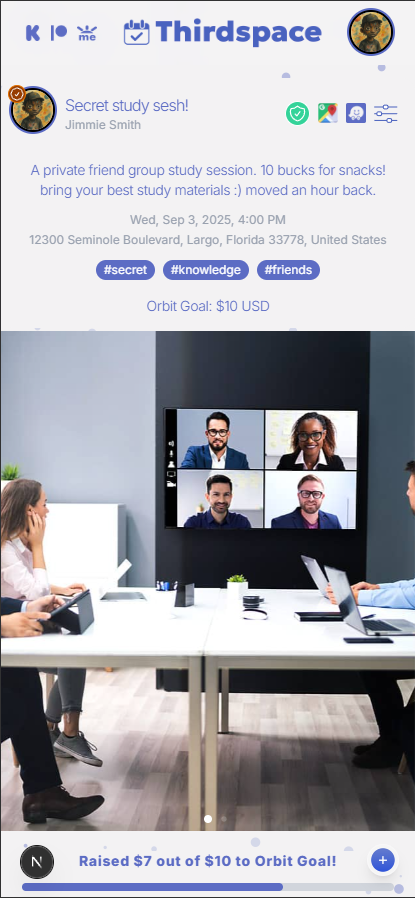 me
Thirdspace
Secret study sesh!
Jimmie Smith
A private friend group study session. 10 bucks for snacks!
bring your best study materials :) moved an hour back.
Wed, Sep 3, 2025, 4:00 PM
12300 Seminole Boulevard, Largo, Florida 33778, United States
#secret #knowledge #friends
Orbit Goal: $10 USD
N Raised $7 out of $10 to Orbit Goal! +